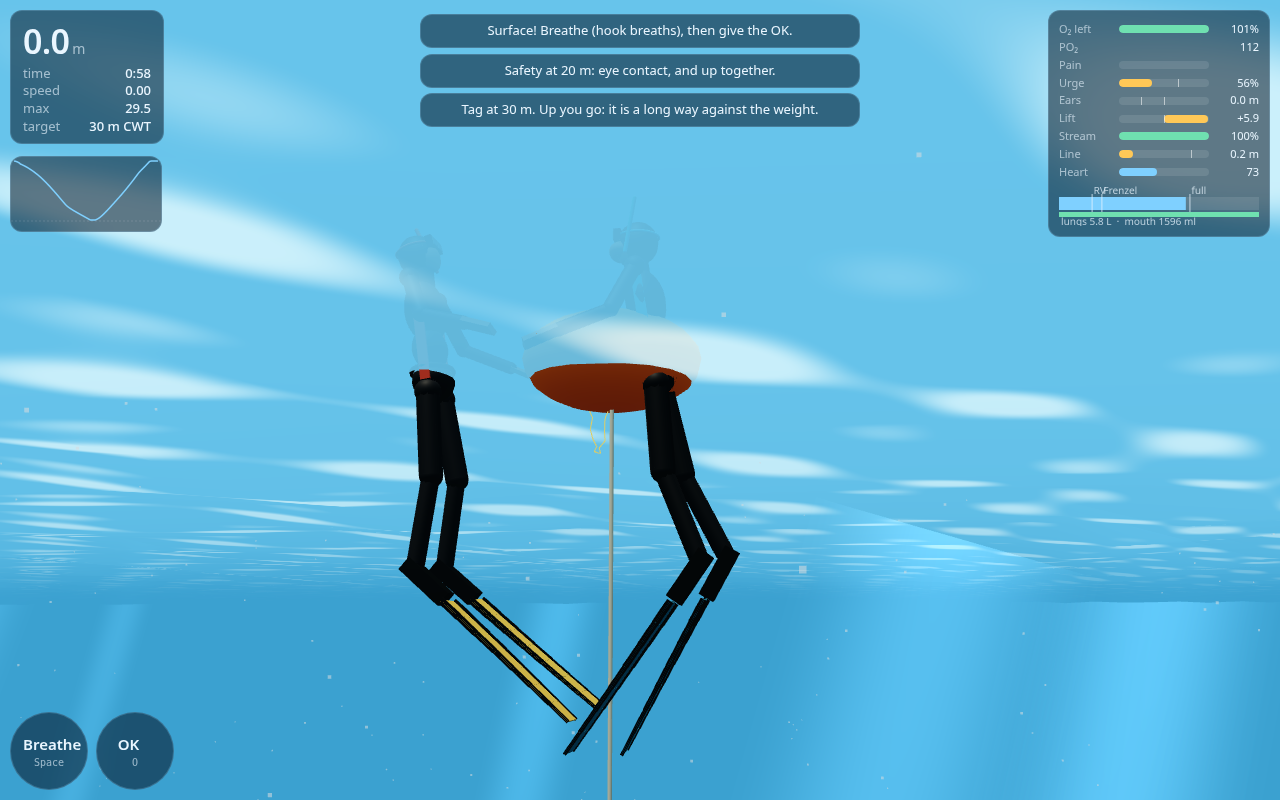 0.0 m
time 0:58
speed 0.00
max 29.5
target 30 m CWT
Surface! Breathe (hook breaths), then give the OK.
Safety at 20 m: eye contact, and up together.
Tag at 30 m. Up you go: it is a long way against the weight.
O₂ left 101%
PO₂ 112
Pain
Urge 56%
Ears 0.0 m
Lift +5.9
Stream 100%
Line 0.2 m
Heart 73
RV Frenzel full
lungs 5.8 L · mouth 1596 ml
Breathe
Space
OK
0